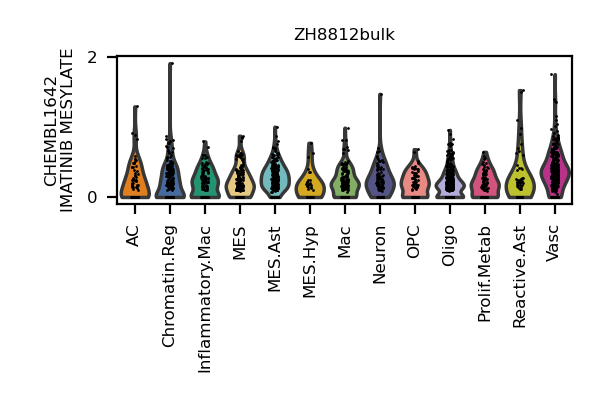 ZH8812bulk
CHEMBL1642
IMATINIB MESYLATE
2
0
AC
Chromatin.Reg
Inflammatory.Mac
MES
MES.Ast
MES.Hyp
Mac
Neuron
OPC
Oligo
Prolif.Metab
Reactive.Ast
Vasc